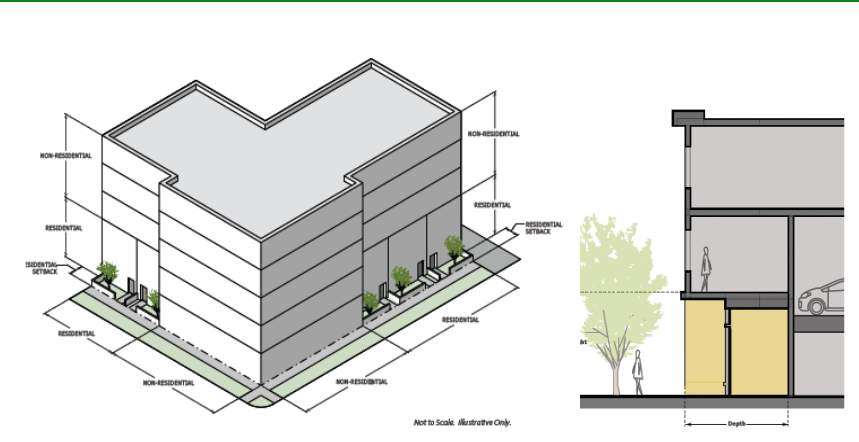 NON-RESIDENTIAL
NON-RESIDENTIAL
RESIDENTIAL
RESIDENTIAL
RESIDENTIAL
SETBACK
SIDENTIAL
SETBACK
RESIDENTIAL
RESIDENTIAL
NON-RESIDENTIAL
NON-RESIDENTIAL
Not to Scale. Illustrative Only.
Depth